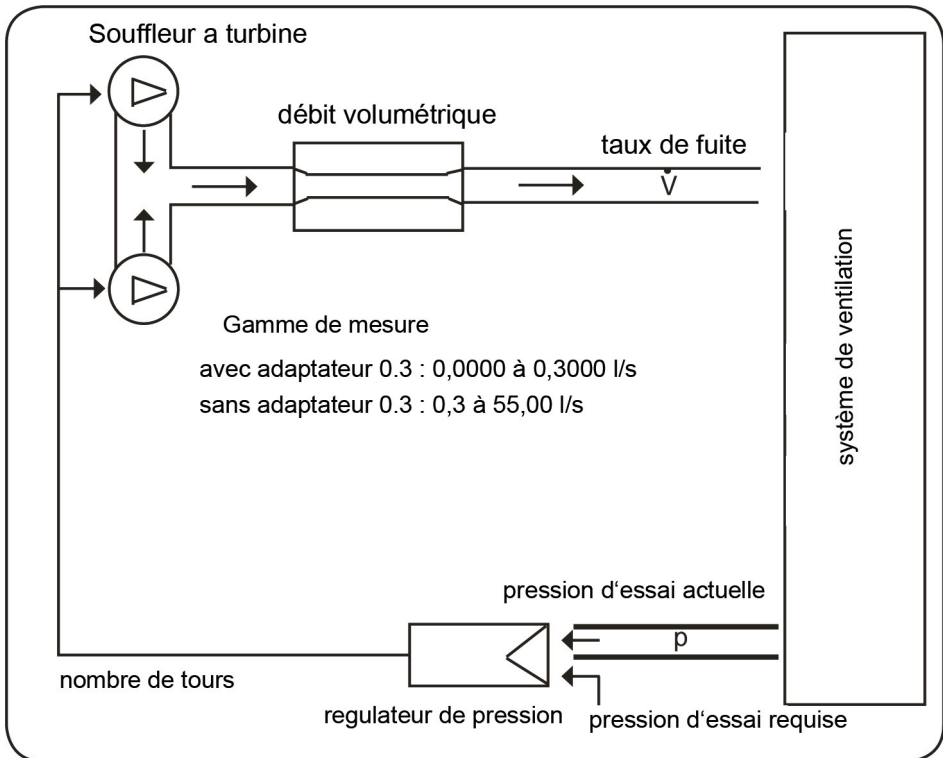 Souffleur a turbine
débit volumétrique
taux de fuite
V̇
Gamme de mesure
avec adaptateur 0.3 : 0,0000 à 0,3000 l/s
sans adaptateur 0.3 : 0,3 à 55,00 l/s
système de ventilation
pression d‘essai actuelle
p
nombre de tours
regulateur de pression
pression d‘essai requise